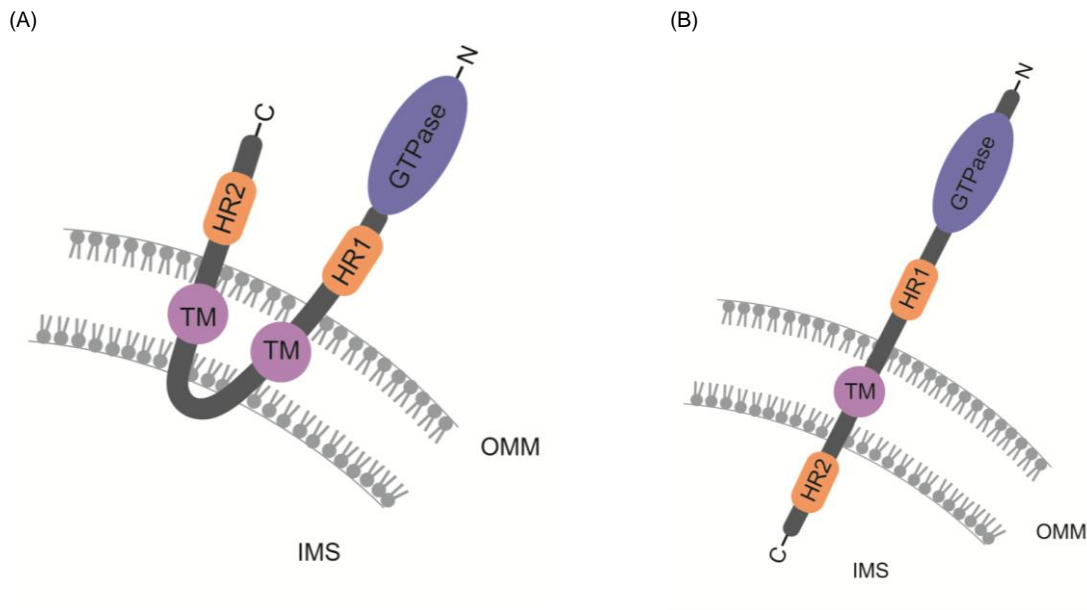 (A)
N
GTPase
C
HR2
HR1
TM
TM
OMM
IMS
(B)
N
GTPase
HR1
TM
HR2
C
OMM
IMS